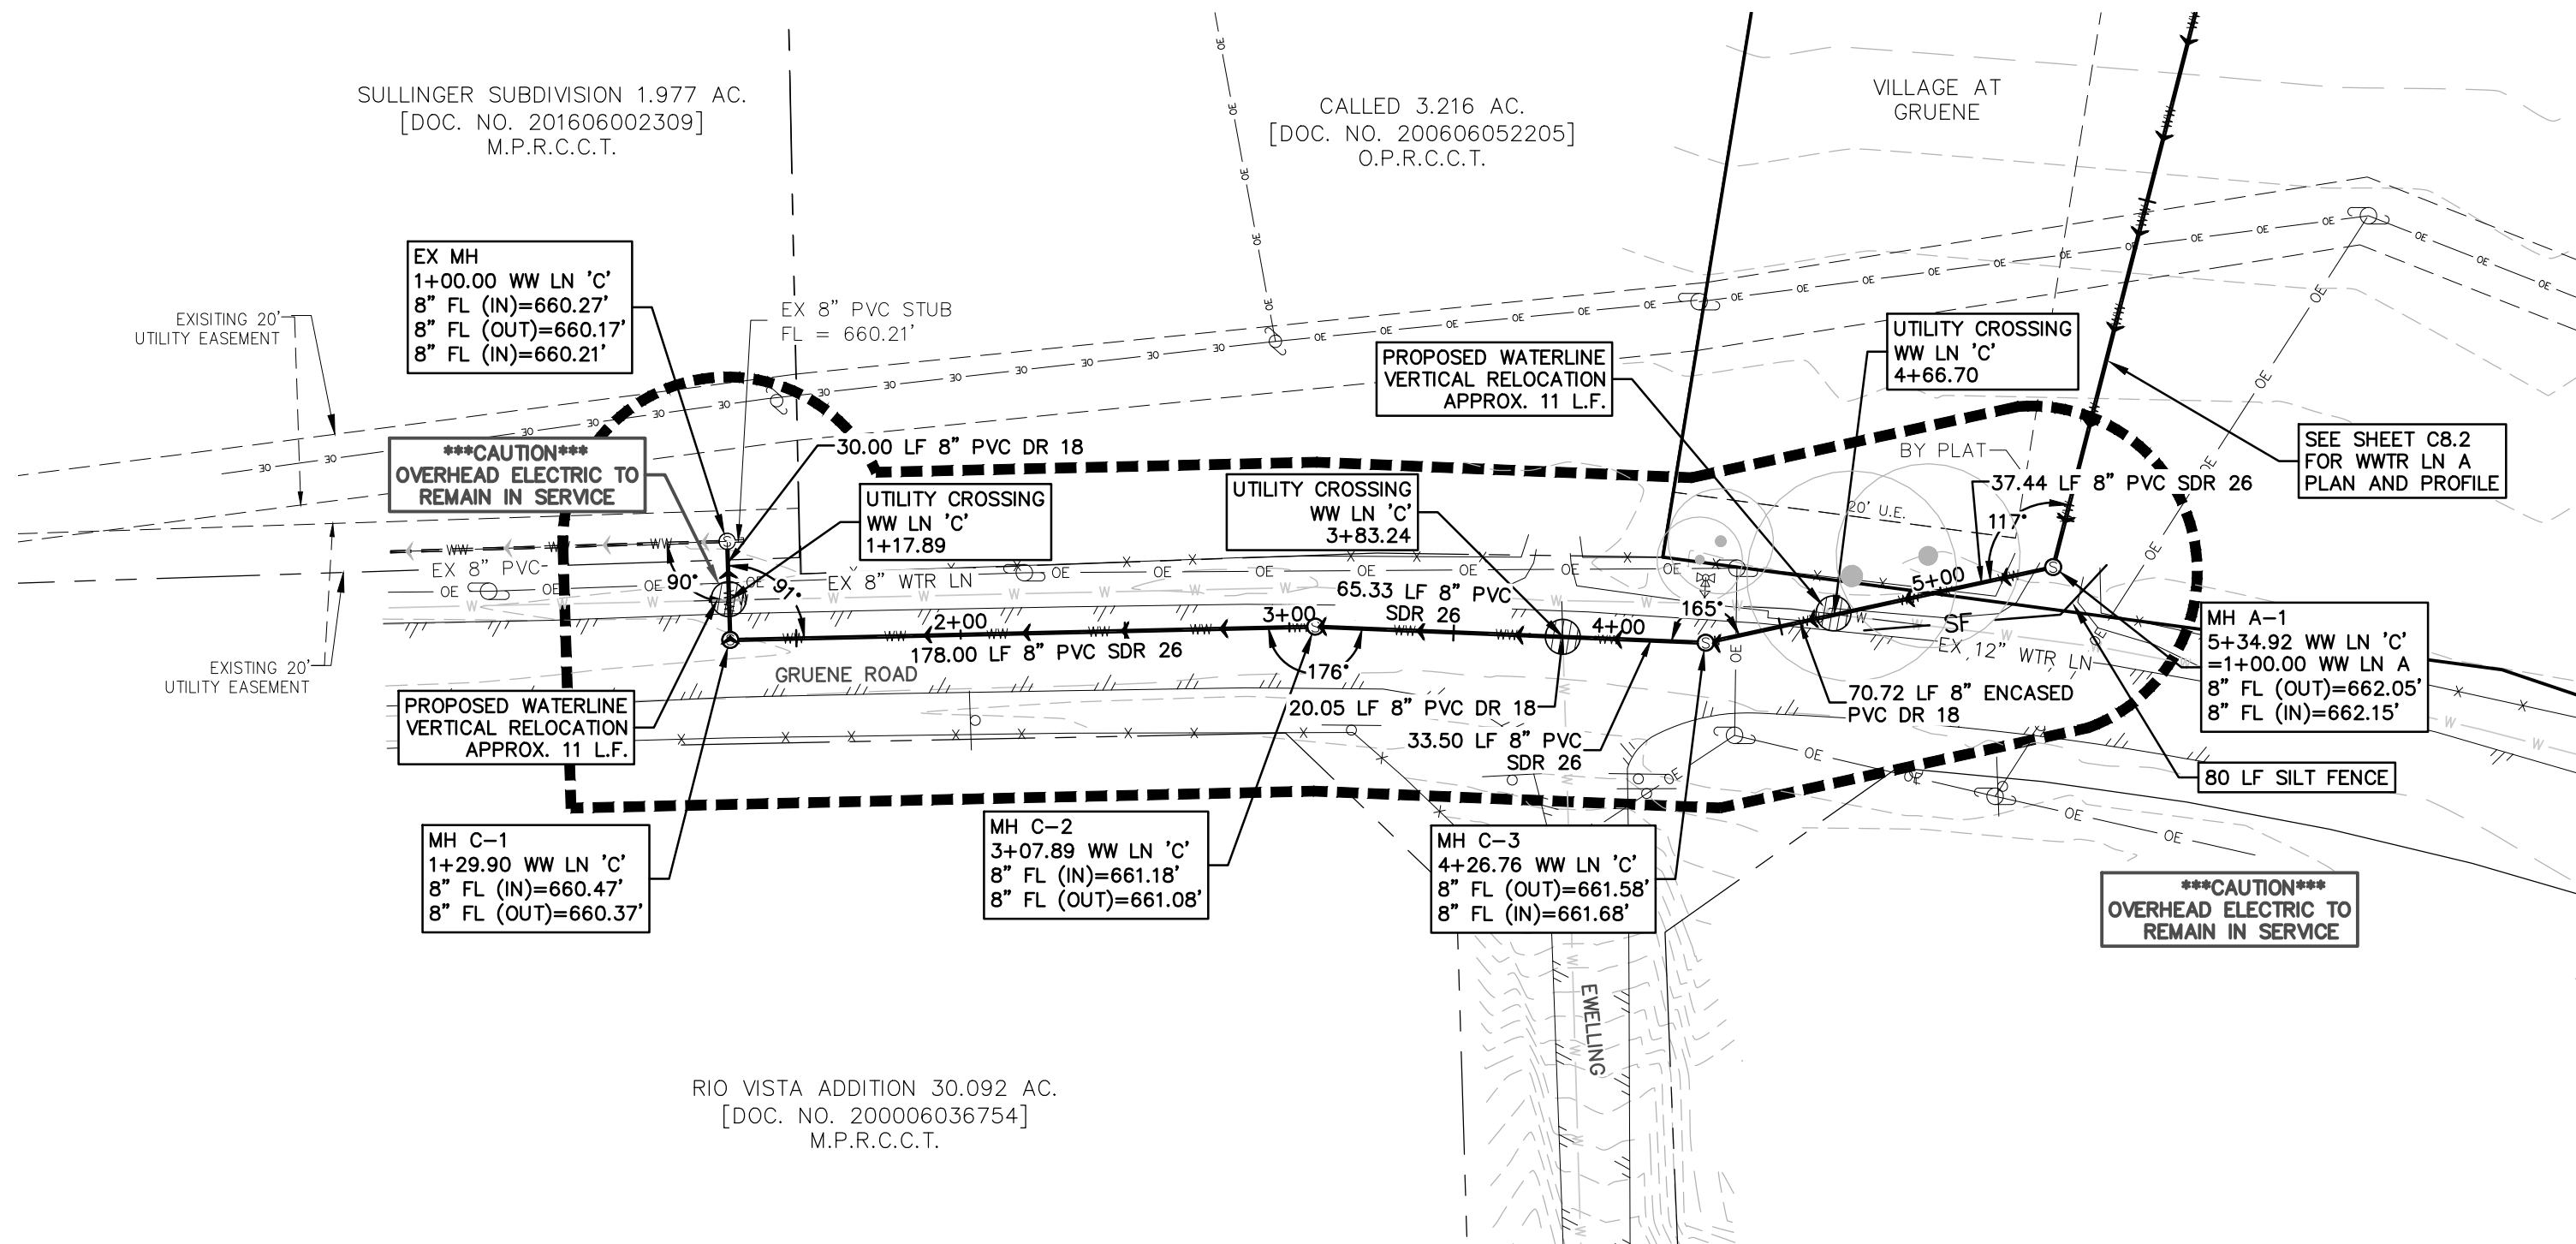 SULLINGER SUBDIVISION 1.977 AC.
[DOC. NO. 201606002309]
M.P.R.C.C.T.
CALLED 3.216 AC.
[DOC. NO. 200606052205]
O.P.R.C.C.T.
VILLAGE AT
GRUENE
EX MH
1+00.00 WW LN 'C'
8" FL (IN)=660.27'
8" FL (OUT)=660.17'
8" FL (IN)=660.21'
EX 8" PVC STUB
FL = 660.21'
EXISITING 20'
UTILITY EASEMENT
UTILITY CROSSING
WW LN 'C'
4+66.70
PROPOSED WATERLINE
VERTICAL RELOCATION
APPROX. 11 L.F.
***CAUTION***
OVERHEAD ELECTRIC TO
REMAIN IN SERVICE
30.00 LF 8" PVC DR 18
UTILITY CROSSING
WW LN 'C'
1+17.89
UTILITY CROSSING
WW LN 'C'
3+83.24
BY PLAT
37.44 LF 8" PVC SDR 26
SEE SHEET C8.2
FOR WWTR LN A
PLAN AND PROFILE
20' U.E.
117°
EX 8" PVC
90°
91°
EX 8" WTR LN
65.33 LF 8" PVC
SDR 26
5+00
165°
2+00
3+00
4+00
SF
178.00 LF 8" PVC SDR 26
GRUENE ROAD
176°
EX 12" WTR LN
EXISTING 20'
UTILITY EASEMENT
MH A-1
5+34.92 WW LN 'C'
=1+00.00 WW LN A
8" FL (OUT)=662.05'
8" FL (IN)=662.15'
PROPOSED WATERLINE
VERTICAL RELOCATION
APPROX. 11 L.F.
20.05 LF 8" PVC DR 18
70.72 LF 8" ENCASED
PVC DR 18
33.50 LF 8" PVC
SDR 26
80 LF SILT FENCE
MH C-1
1+29.90 WW LN 'C'
8" FL (IN)=660.47'
8" FL (OUT)=660.37'
MH C-2
3+07.89 WW LN 'C'
8" FL (IN)=661.18'
8" FL (OUT)=661.08'
MH C-3
4+26.76 WW LN 'C'
8" FL (OUT)=661.58'
8" FL (IN)=661.68'
***CAUTION***
OVERHEAD ELECTRIC TO
REMAIN IN SERVICE
EWELLING
RIO VISTA ADDITION 30.092 AC.
[DOC. NO. 200006036754]
M.P.R.C.C.T.